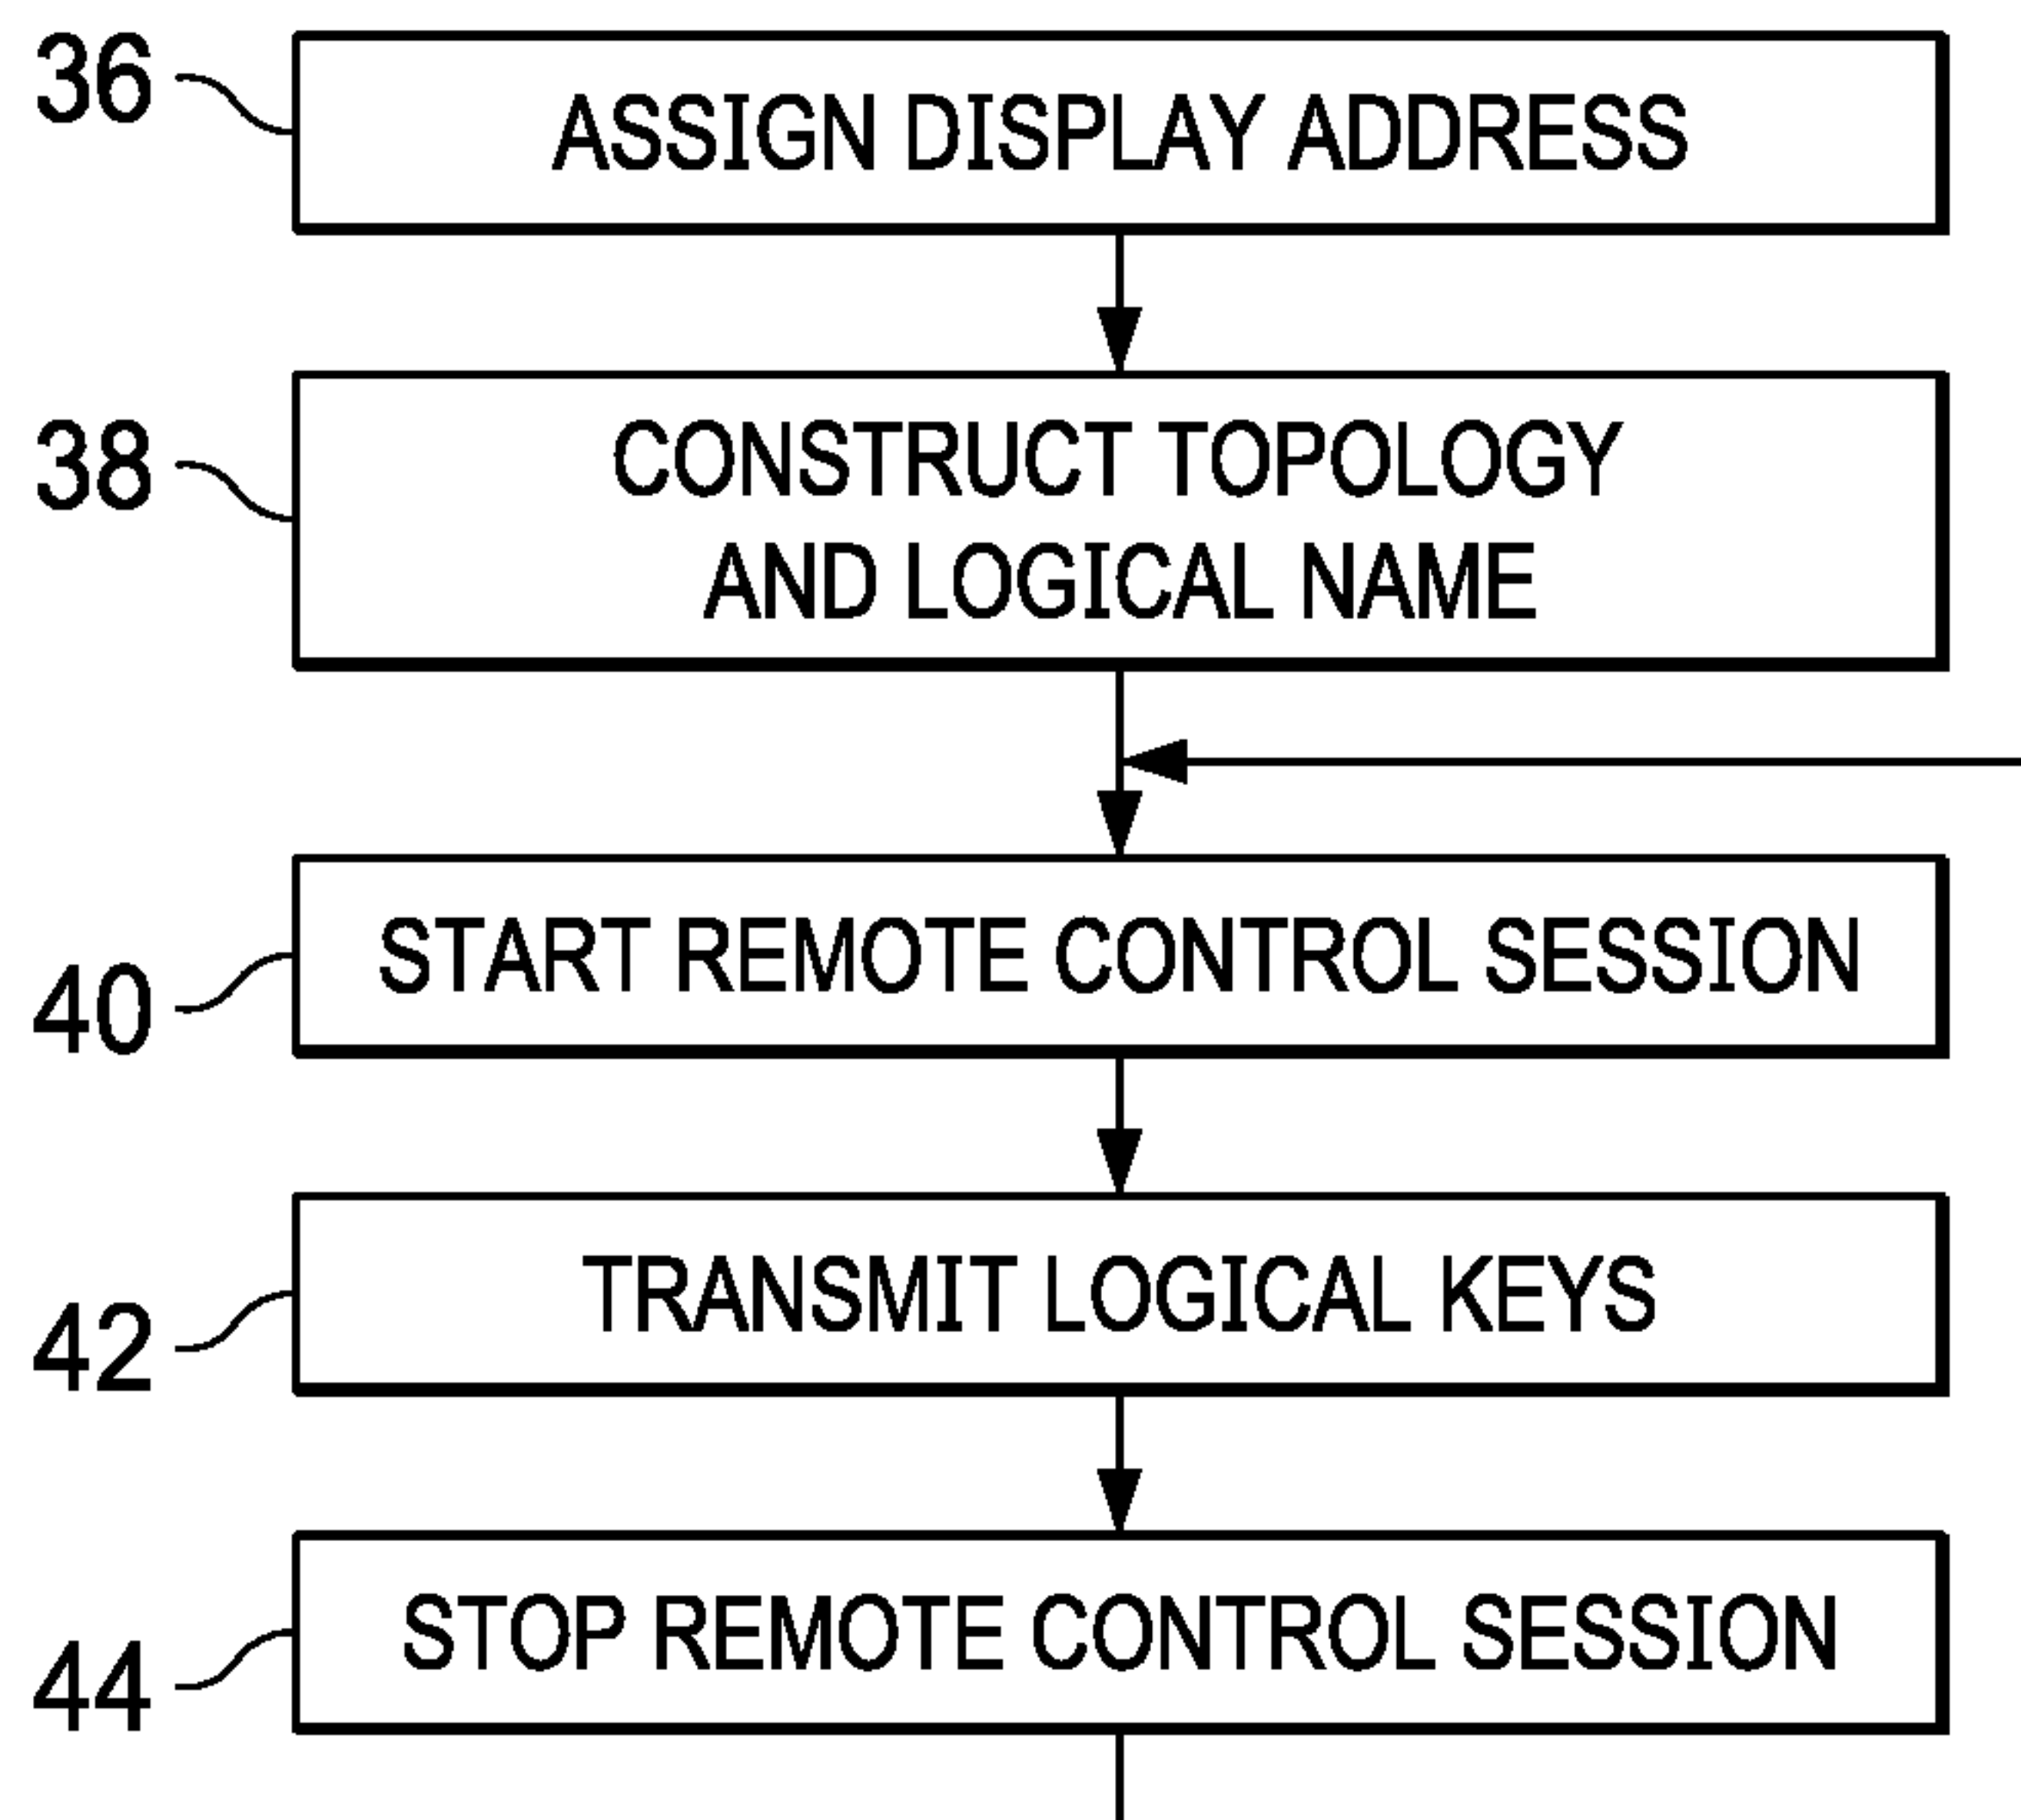 36
ASSIGN DISPLAY ADDRESS
38
CONSTRUCT TOPOLOGY
AND LOGICAL NAME
40
START REMOTE CONTROL SESSION
42
TRANSMIT LOGICAL KEYS
44
STOP REMOTE CONTROL SESSION